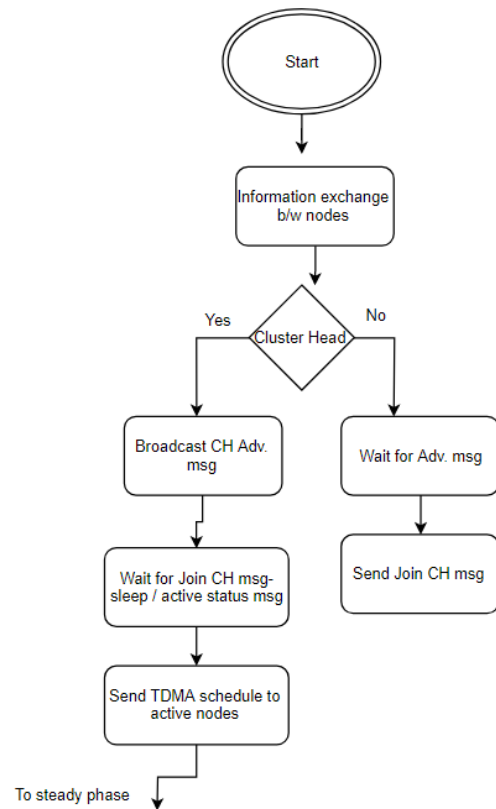 Start
Information exchange
b/w nodes
Yes
No
Cluster Head
Broadcast CH Adv.
msg
Wait for Adv. msg
Wait for Join CH msg-
sleep / active status msg
Send Join CH msg
Send TDMA schedule to
active nodes
To steady phase